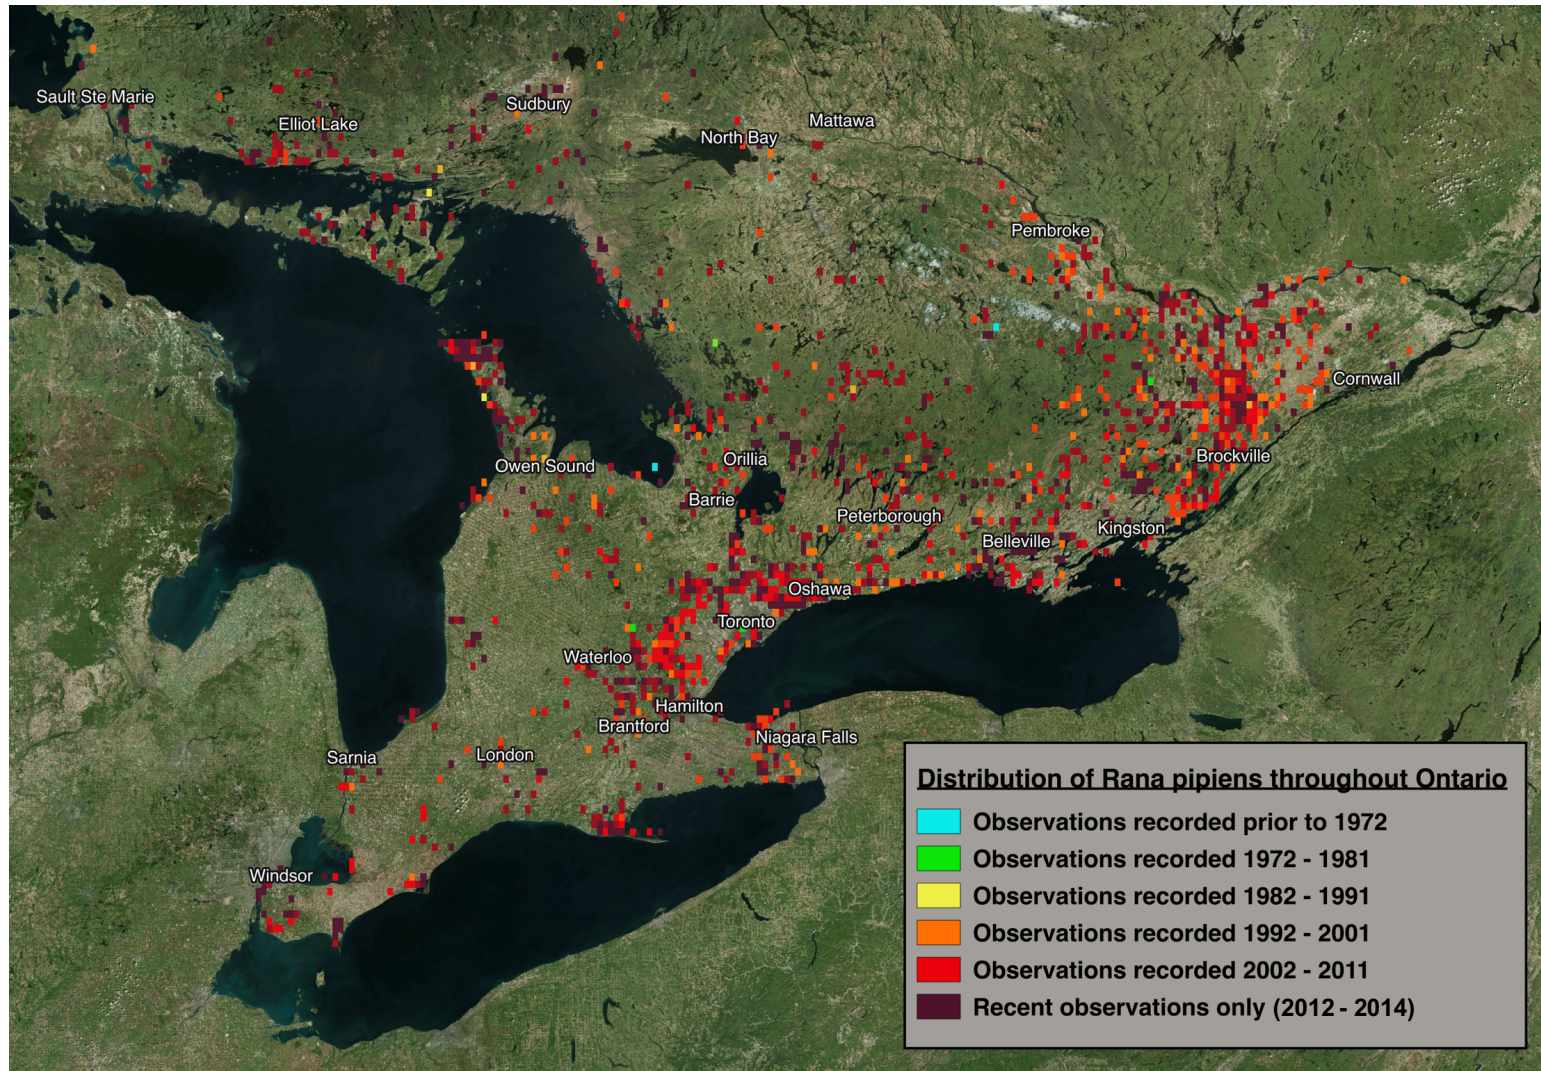 Sault Ste Marie
Sudbury
Elliot Lake
Mattawa
North Bay
Pembroke
Cornwall
Brockville
Orillia
Owen Sound
Barrie
Peterborough
Kingston
Belleville
Oshawa
Toronto
Waterloo
Hamilton
Brantford
Niagara Falls
London
Sarnia
Windsor
Distribution of Rana pipiens throughout Ontario
Observations recorded prior to 1972
Observations recorded 1972 - 1981
Observations recorded 1982 - 1991
Observations recorded 1992 - 2001
Observations recorded 2002 - 2011
Recent observations only (2012 - 2014)